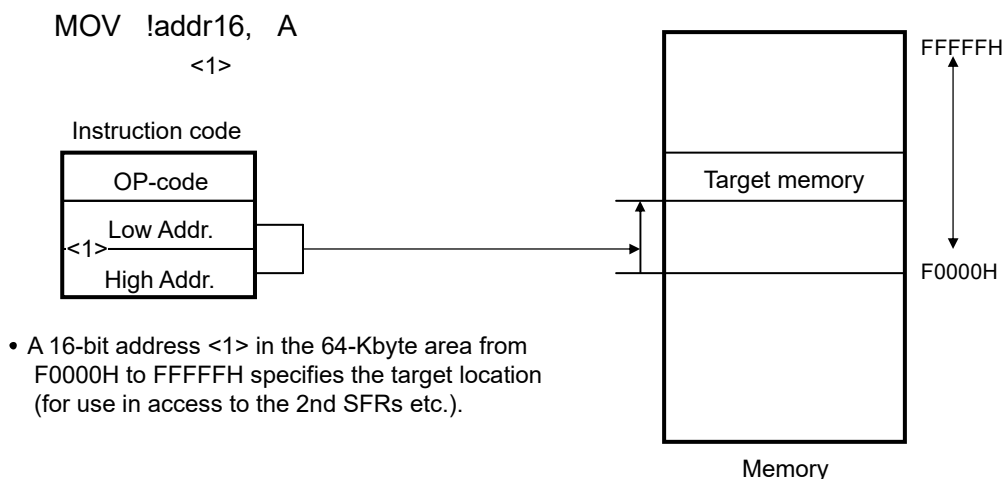 MOV !addr16, A
<1>
Instruction code
OP-code
Low Addr.
<1>
High Addr.
• A 16-bit address <1> in the 64-Kbyte area from
F0000H to FFFFFH specifies the target location
(for use in access to the 2nd SFRs etc.).
FFFFFH
Target memory
F0000H
Memory